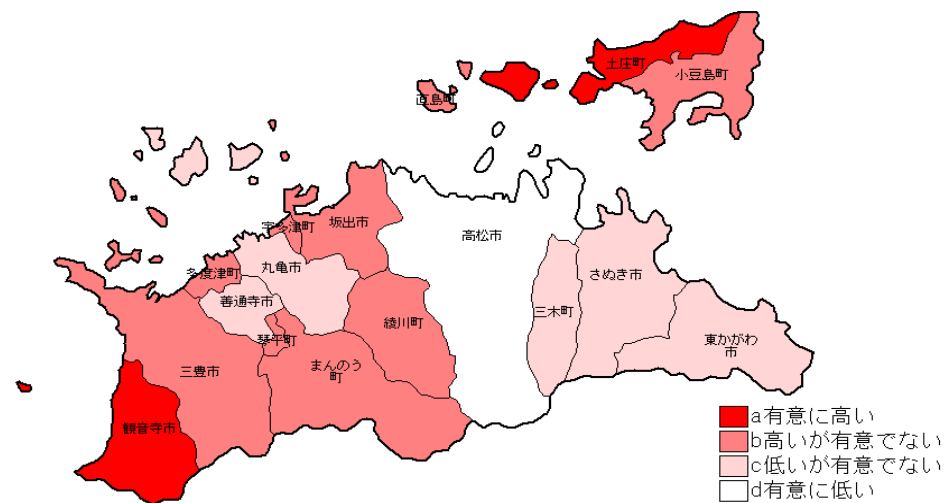 土庄町
小豆島町
直島町
宇多津町
坂出市
高松市
丸亀市
多度津町
さぬき市
善通寺市
三木町
綾川町
琴平町
東かがわ
市
まんのう
町
三豊市
観音寺市
a有意に高い
b高いが有意でない
c低いが有意でない
d有意に低い